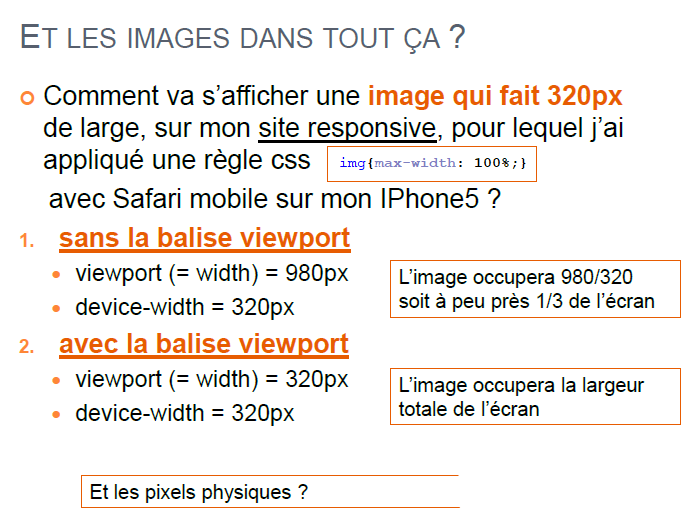 ET LES IMAGES DANS TOUT ÇA ?
Comment va s’afficher une image qui fait 320px
de large, sur mon site responsive, pour lequel j’ai
appliqué une règle css img{max-width: 100%;}
avec Safari mobile sur mon IPhone5 ?
1. sans la balise viewport
• viewport (= width) = 980px
• device-width = 320px
L’image occupera 980/320
soit à peu près 1/3 de l’écran
2. avec la balise viewport
• viewport (= width) = 320px
• device-width = 320px
L’image occupera la largeur
totale de l’écran
Et les pixels physiques ?